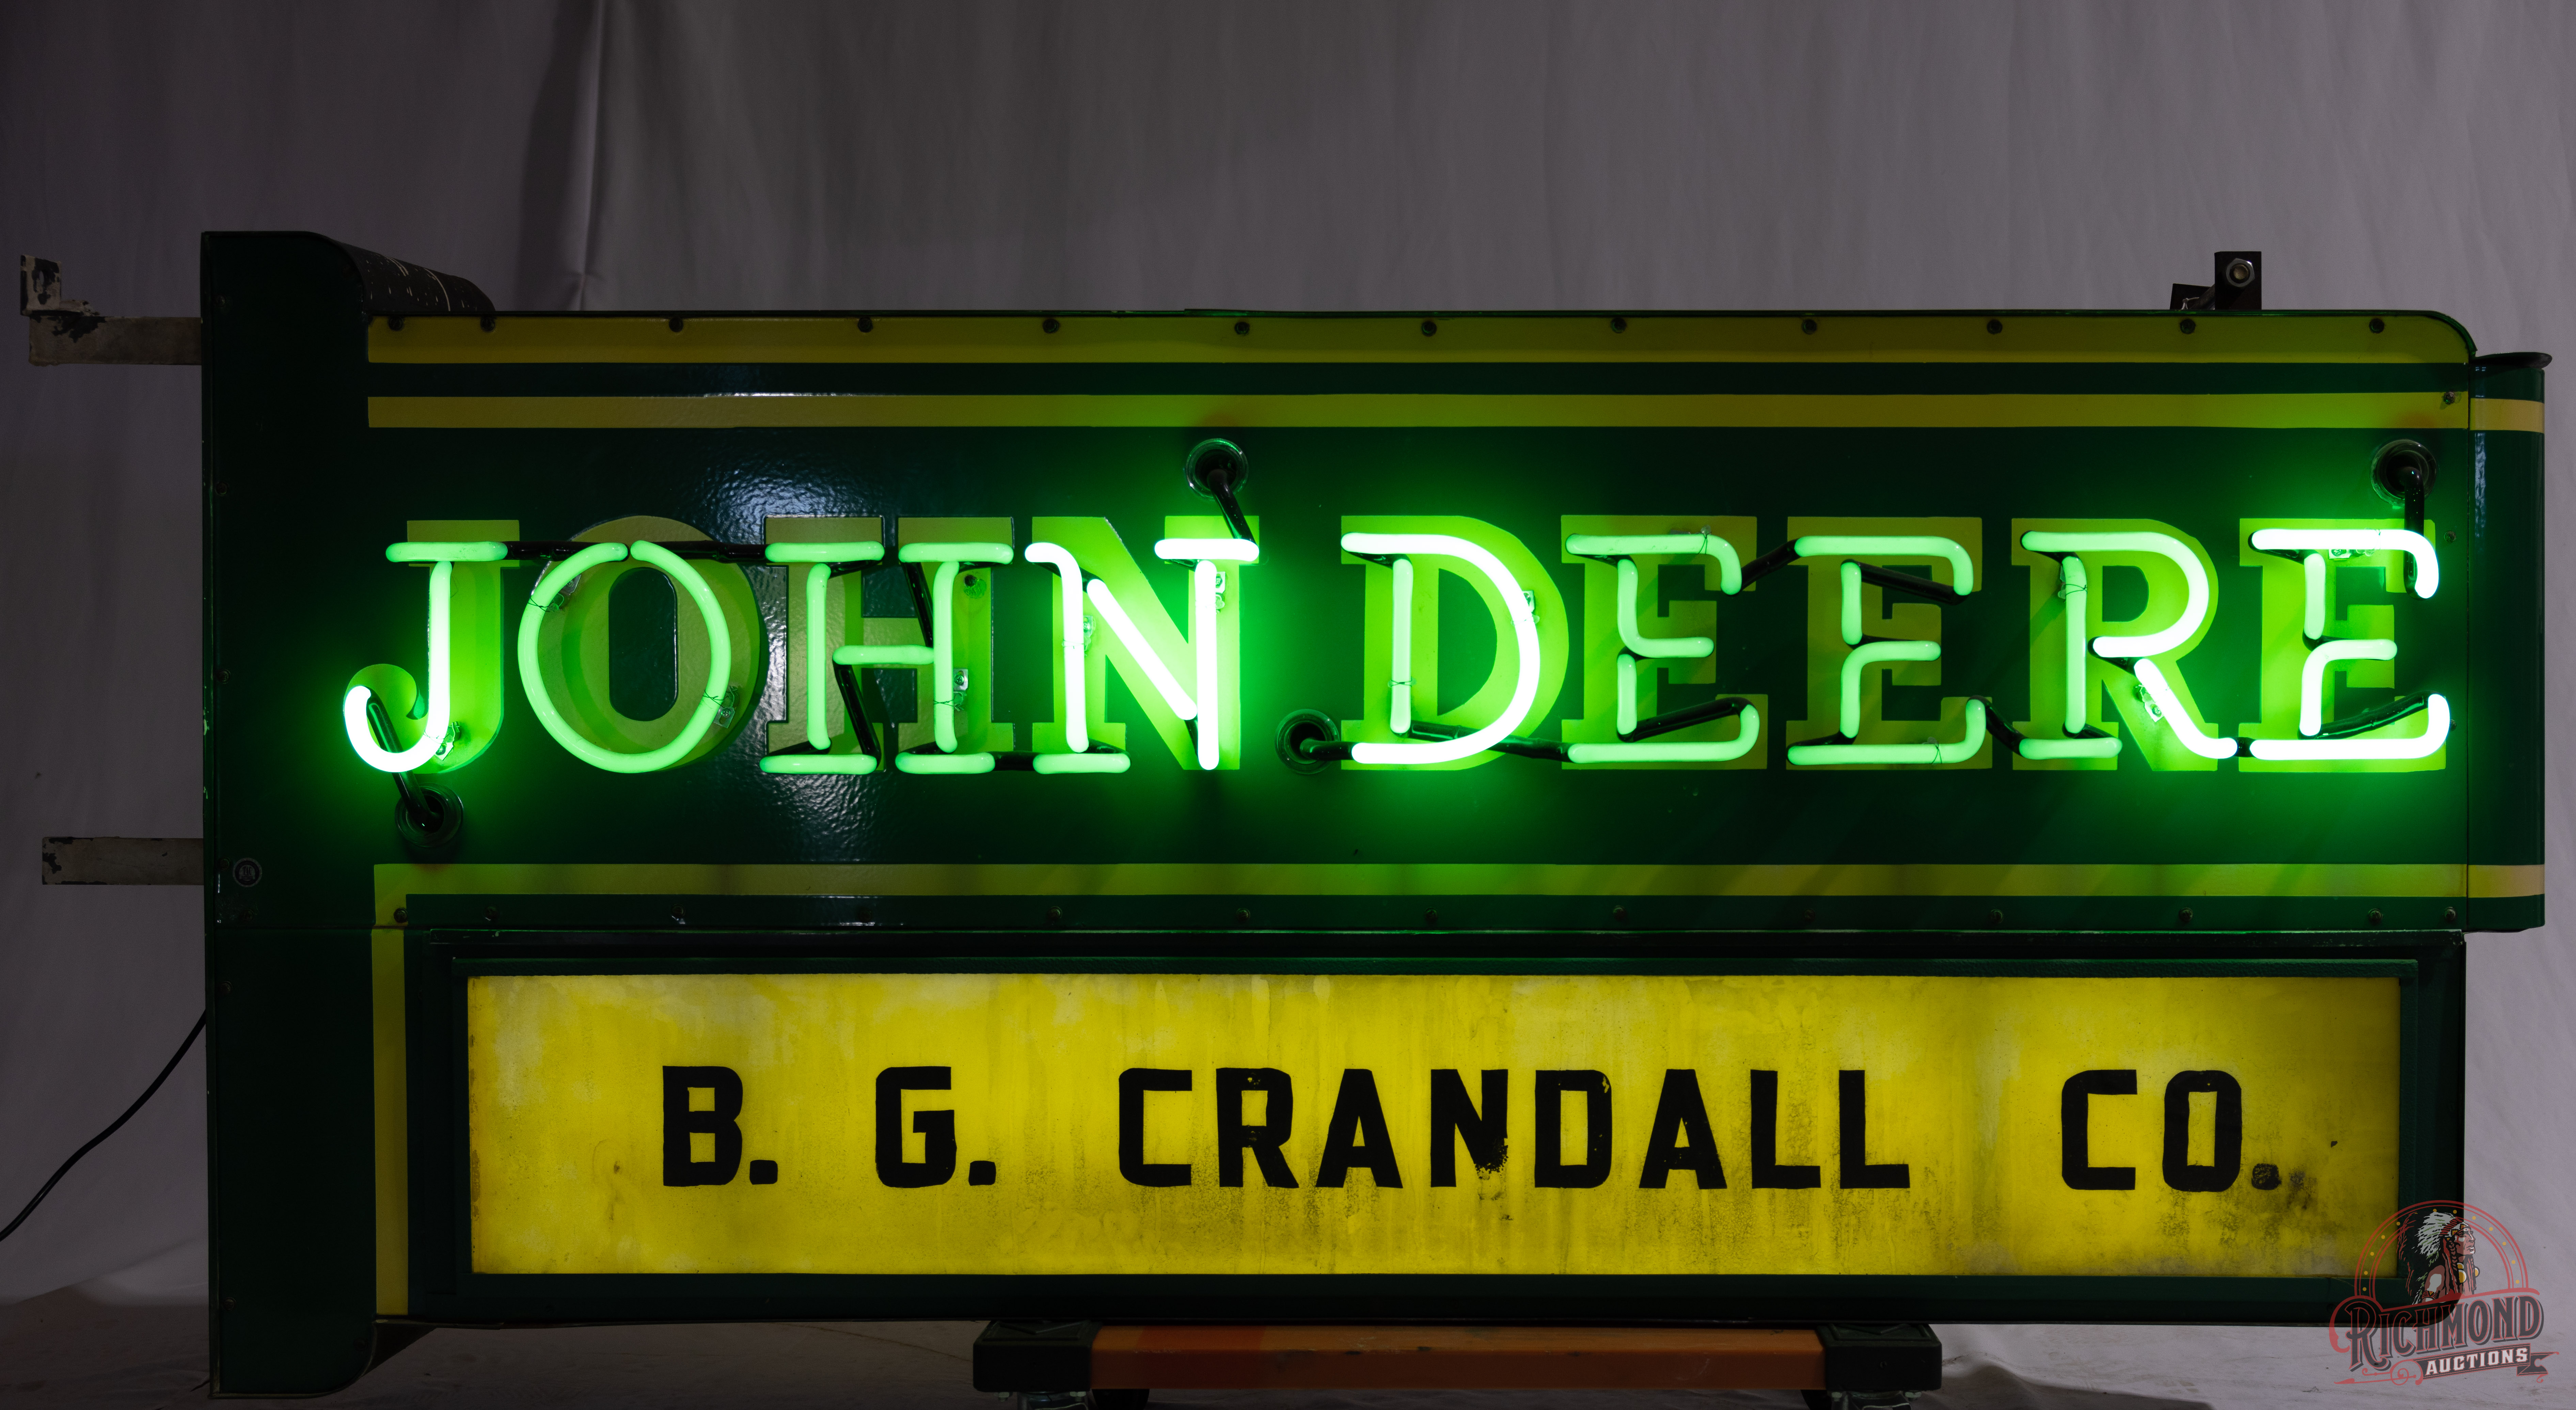 JOHN DEERE
B. G. CRANDALL CO.
RICHMOND
AUCTIONS